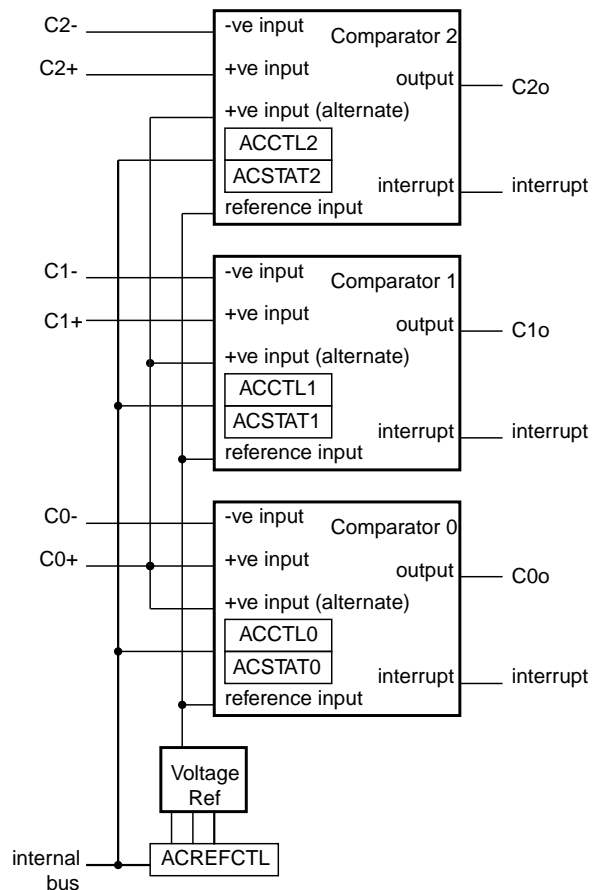 C2-
-ve input
Comparator 2
C2+
+ve input
output
C2o
+ve input (alternate)
ACCTL2
ACSTAT2
interrupt
interrupt
reference input
C1-
-ve input
Comparator 1
C1+
+ve input
output
C1o
+ve input (alternate)
ACCTL1
ACSTAT1
interrupt
interrupt
reference input
C0-
-ve input
Comparator 0
C0+
+ve input
output
C0o
+ve input (alternate)
ACCTL0
ACSTAT0
interrupt
interrupt
reference input
Voltage
Ref
internal
bus
ACREFCTL